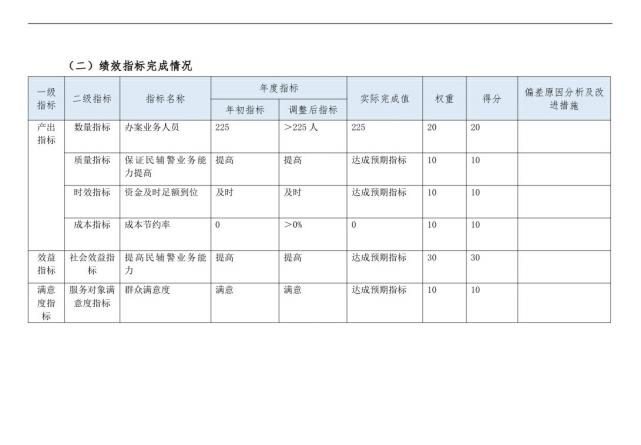 （二）绩效指标完成情况
一级指标 二级指标 指标名称 年度指标 实际完成值 权重 得分 偏差原因分析及改进措施
年初指标 调整后指标
产出指标 数量指标 办案业务人员 225 ＞225 人 225 20 20
质量指标 保证民辅警业务能力提高 提高 提高 达成预期指标 10 10
时效指标 资金及时足额到位 及时 及时 达成预期指标 10 10
成本指标 成本节约率 0 ＞0% 0 10 10
效益指标 社会效益指标 提高民辅警业务能力 提高 提高 达成预期指标 30 30
满意度指标 服务对象满意度指标 群众满意度 满意 满意 达成预期指标 10 10